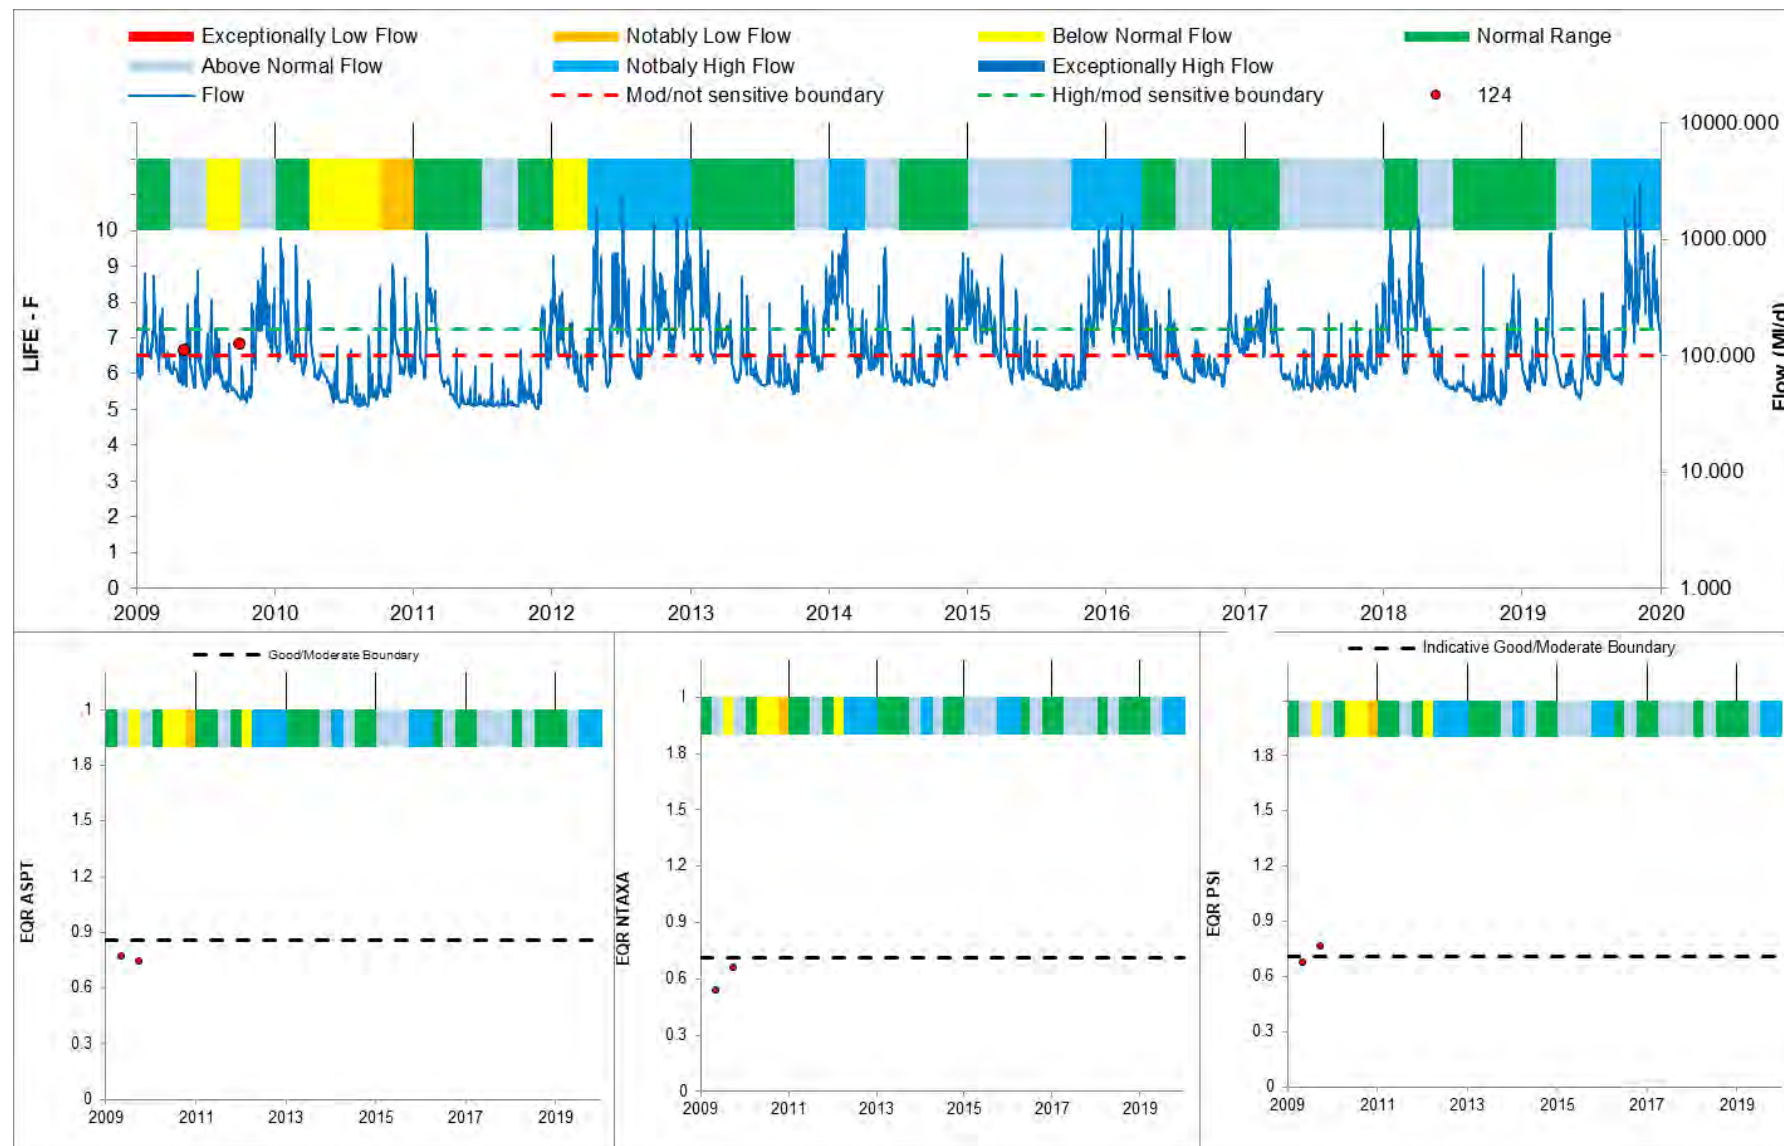 Exceptionally Low Flow Notably Low Flow Below Normal Flow Normal Range
Above Normal Flow Notbaly High Flow Exceptionally High Flow
Flow Mod/not sensitive boundary High/mod sensitive boundary 124
10000.000
10 1000.000
9
8
7
6 100.000
5
4
3 10.000
2
1
0 1.000
LIFE - F
Flow (Ml/d)
2009 2010 2011 2012 2013 2014 2015 2016 2017 2018 2019 2020
Good/Moderate Boundary
1
1.8
1.5
1.2
0.9
0.6
0.3
0
EQR ASPT
2009 2011 2013 2015 2017 2019
1
1.8
1.5
1.2
0.9
0.6
0.3
0
EQR NTAXA
2009 2011 2013 2015 2017 2019
Indicative Good/Moderate Boundary
1.8
1.5
1.2
0.9
0.6
0.3
0
EQR PSI
2009 2011 2013 2015 2017 2019